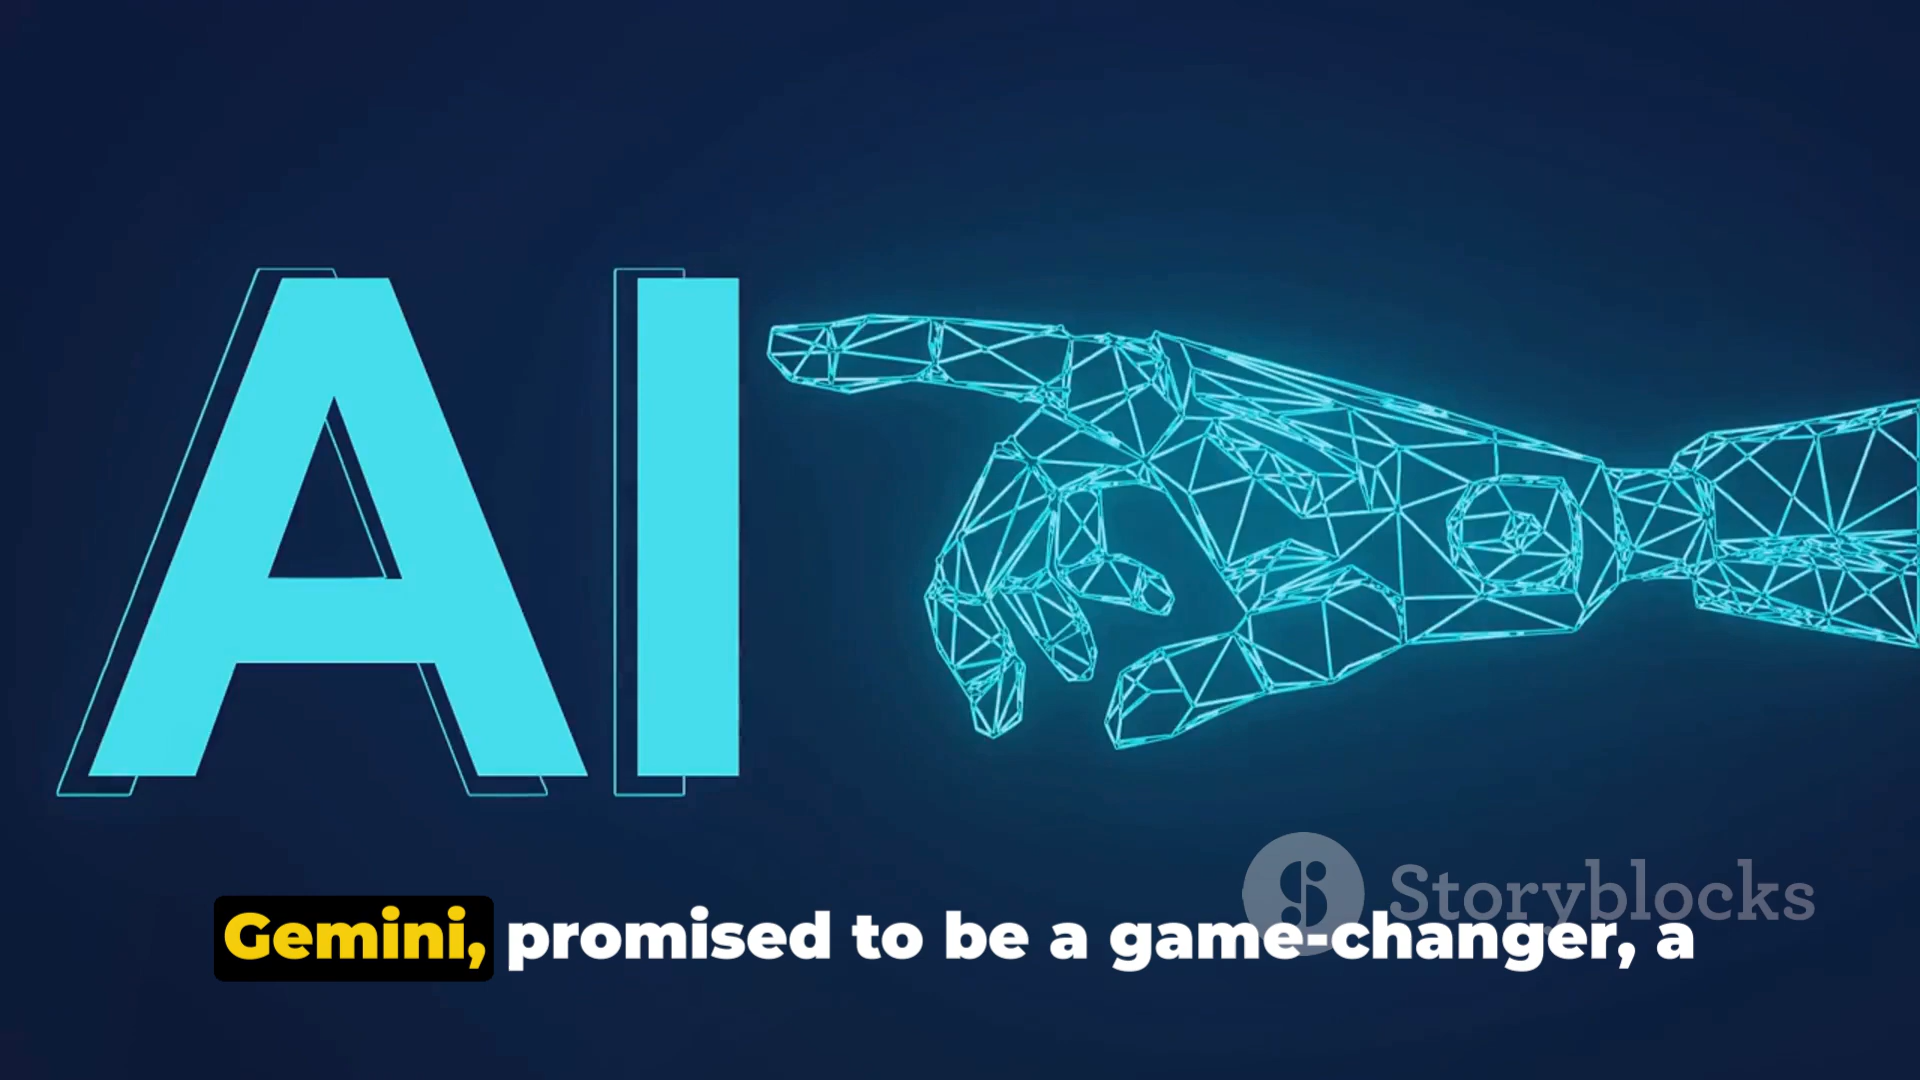 AI
Storyblocks
Gemini, promised to be a game-changer, a